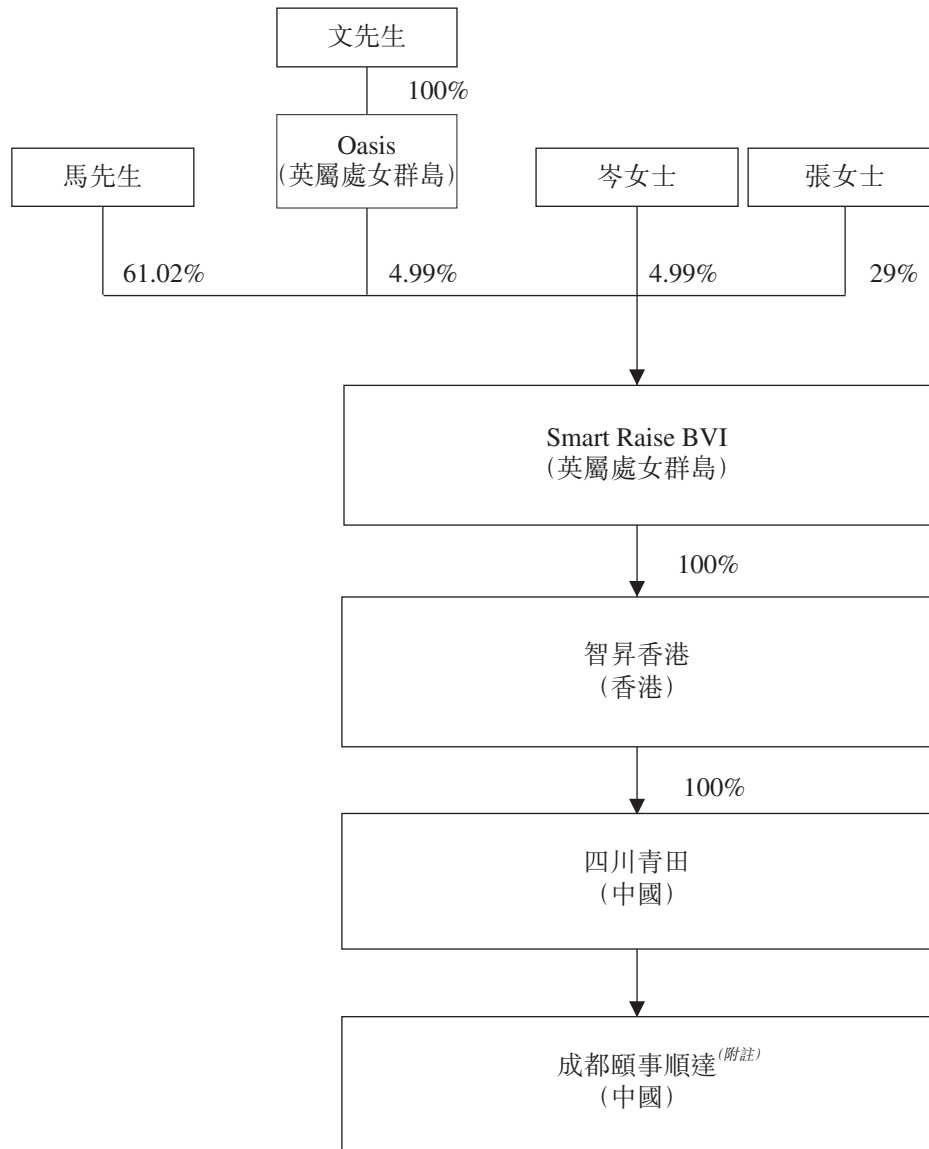 文先生
100%
Oasis
(英屬處女群島)
馬先生
岑女士
張女士
61.02%
4.99%
4.99%
29%
Smart Raise BVI
(英屬處女群島)
100%
智昇香港
(香港)
100%
四川青田
(中國)
成都頤事順達(附註)
(中國)